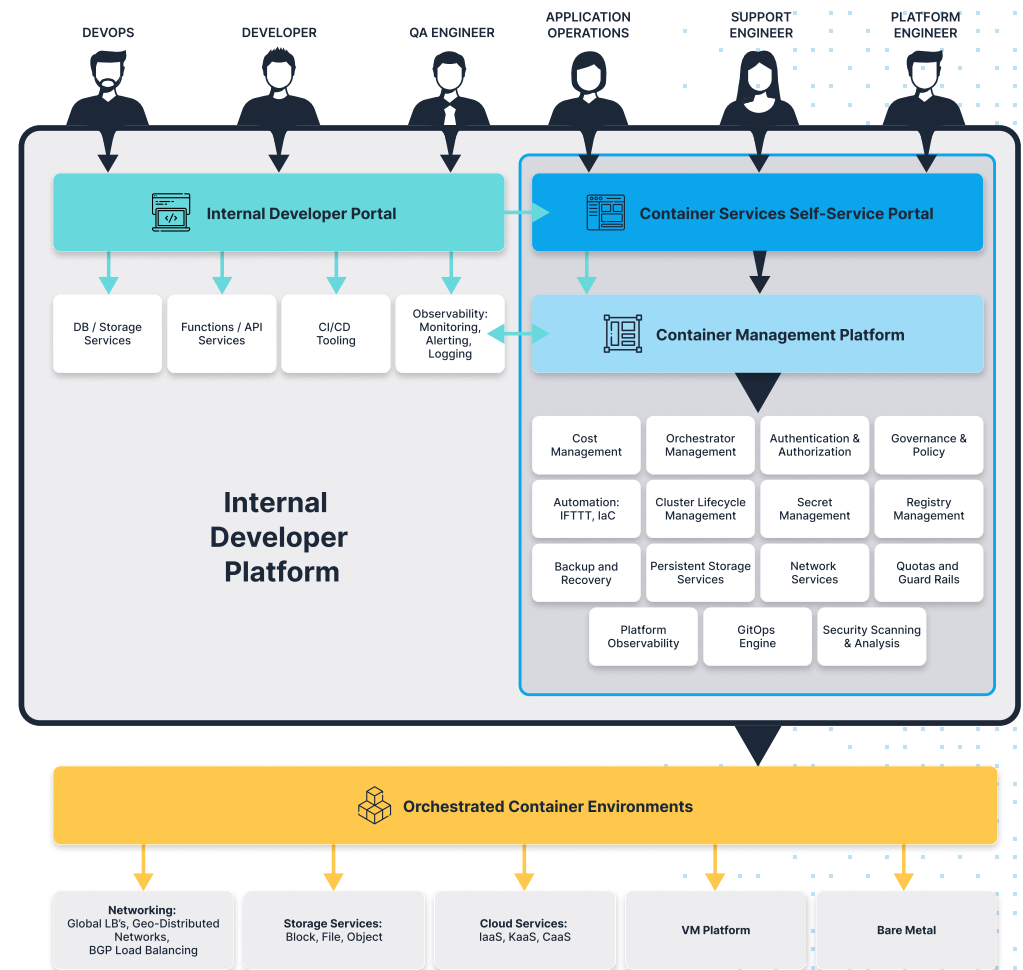 DEVOPS
DEVELOPER
QA ENGINEER
APPLICATION
OPERATIONS
SUPPORT
ENGINEER
PLATFORM
ENGINEER
Internal Developer Portal
Container Services Self-Service Portal
DB / Storage
Services
Functions / API
Services
CI/CD
Tooling
Observability:
Monitoring,
Alerting,
Logging
Container Management Platform
Cost
Management
Orchestrator
Management
Authentication &
Authorization
Governance &
Policy
Automation:
IFTTT, IaC
Cluster Lifecycle
Management
Secret
Management
Registry
Management
Backup and
Recovery
Persistent Storage
Services
Network
Services
Quotas and
Guard Rails
Platform
Observability
GitOps
Engine
Security Scanning
& Analysis
Internal
Developer
Platform
Orchestrated Container Environments
Networking:
Global LB's, Geo-Distributed
Networks,
BGP Load Balancing
Storage Services:
Block, File, Object
Cloud Services:
IaaS, KaaS, CaaS
VM Platform
Bare Metal